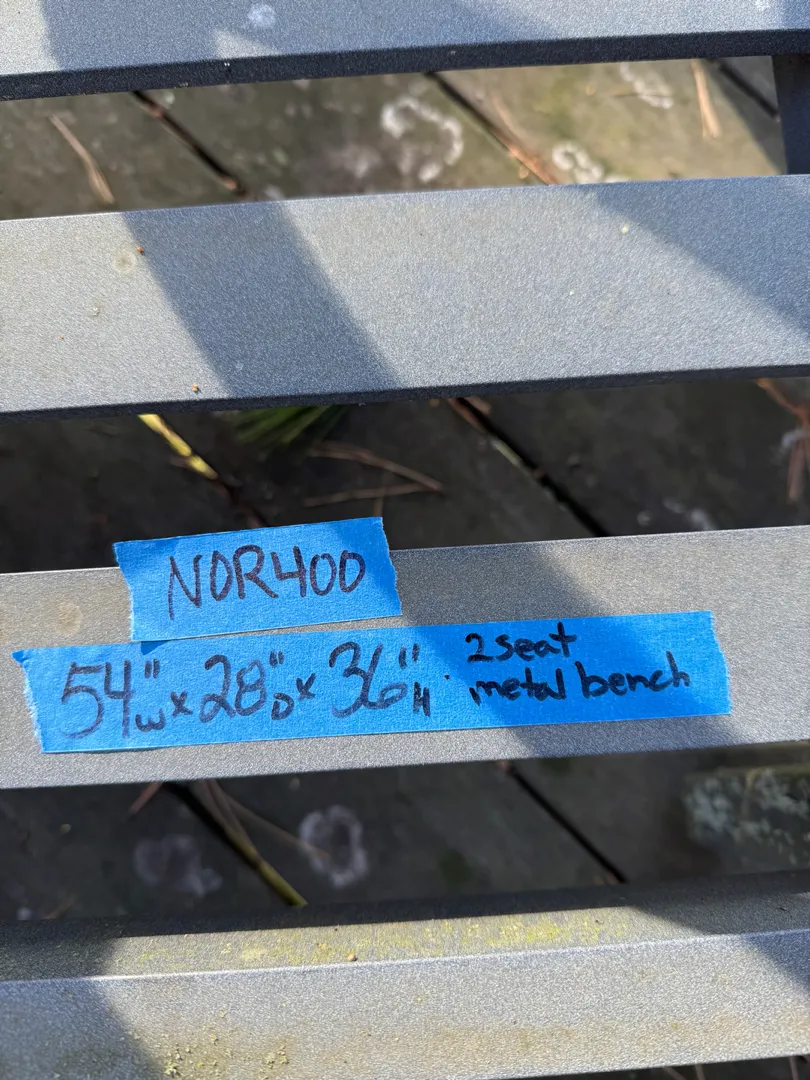 NOR400
54"W x 28"D x 36"H
2 seat
metal bench